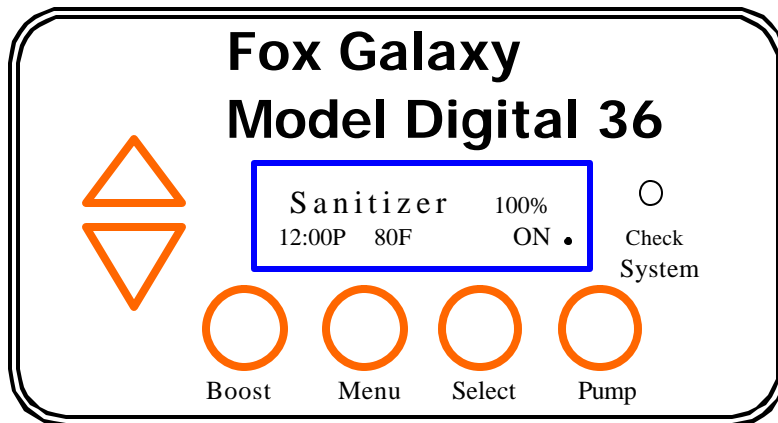 Fox Galaxy
Model Digital 36
Sanitizer 100%
12:00P 80F ON .
Check
System
Boost Menu Select Pump